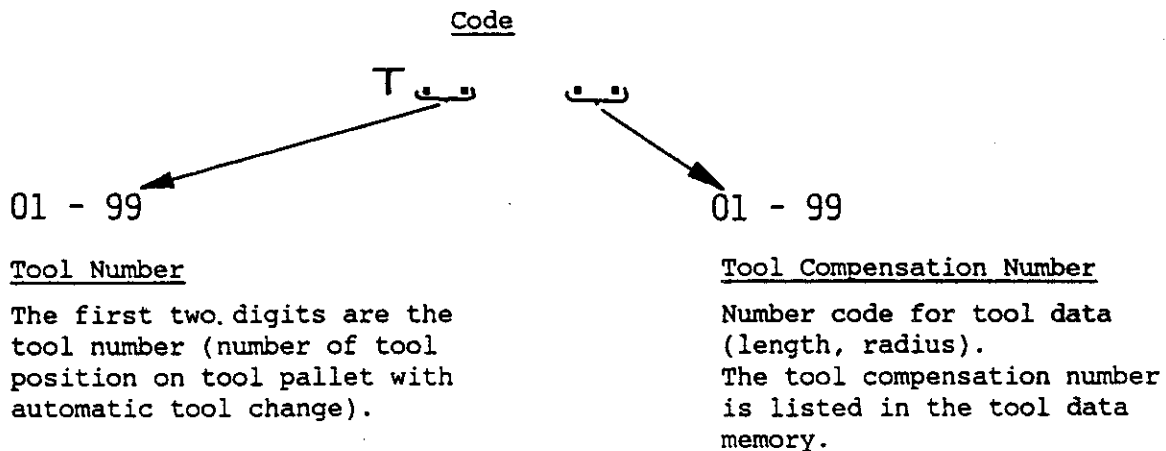 Code
T
01 - 99
01 - 99
Tool Number
The first two. digits are the
tool number (number of tool
position on tool pallet with
automatic tool change).
Tool Compensation Number
Number code for tool data
(length, radius).
The tool compensation number
is listed in the tool data
memory.